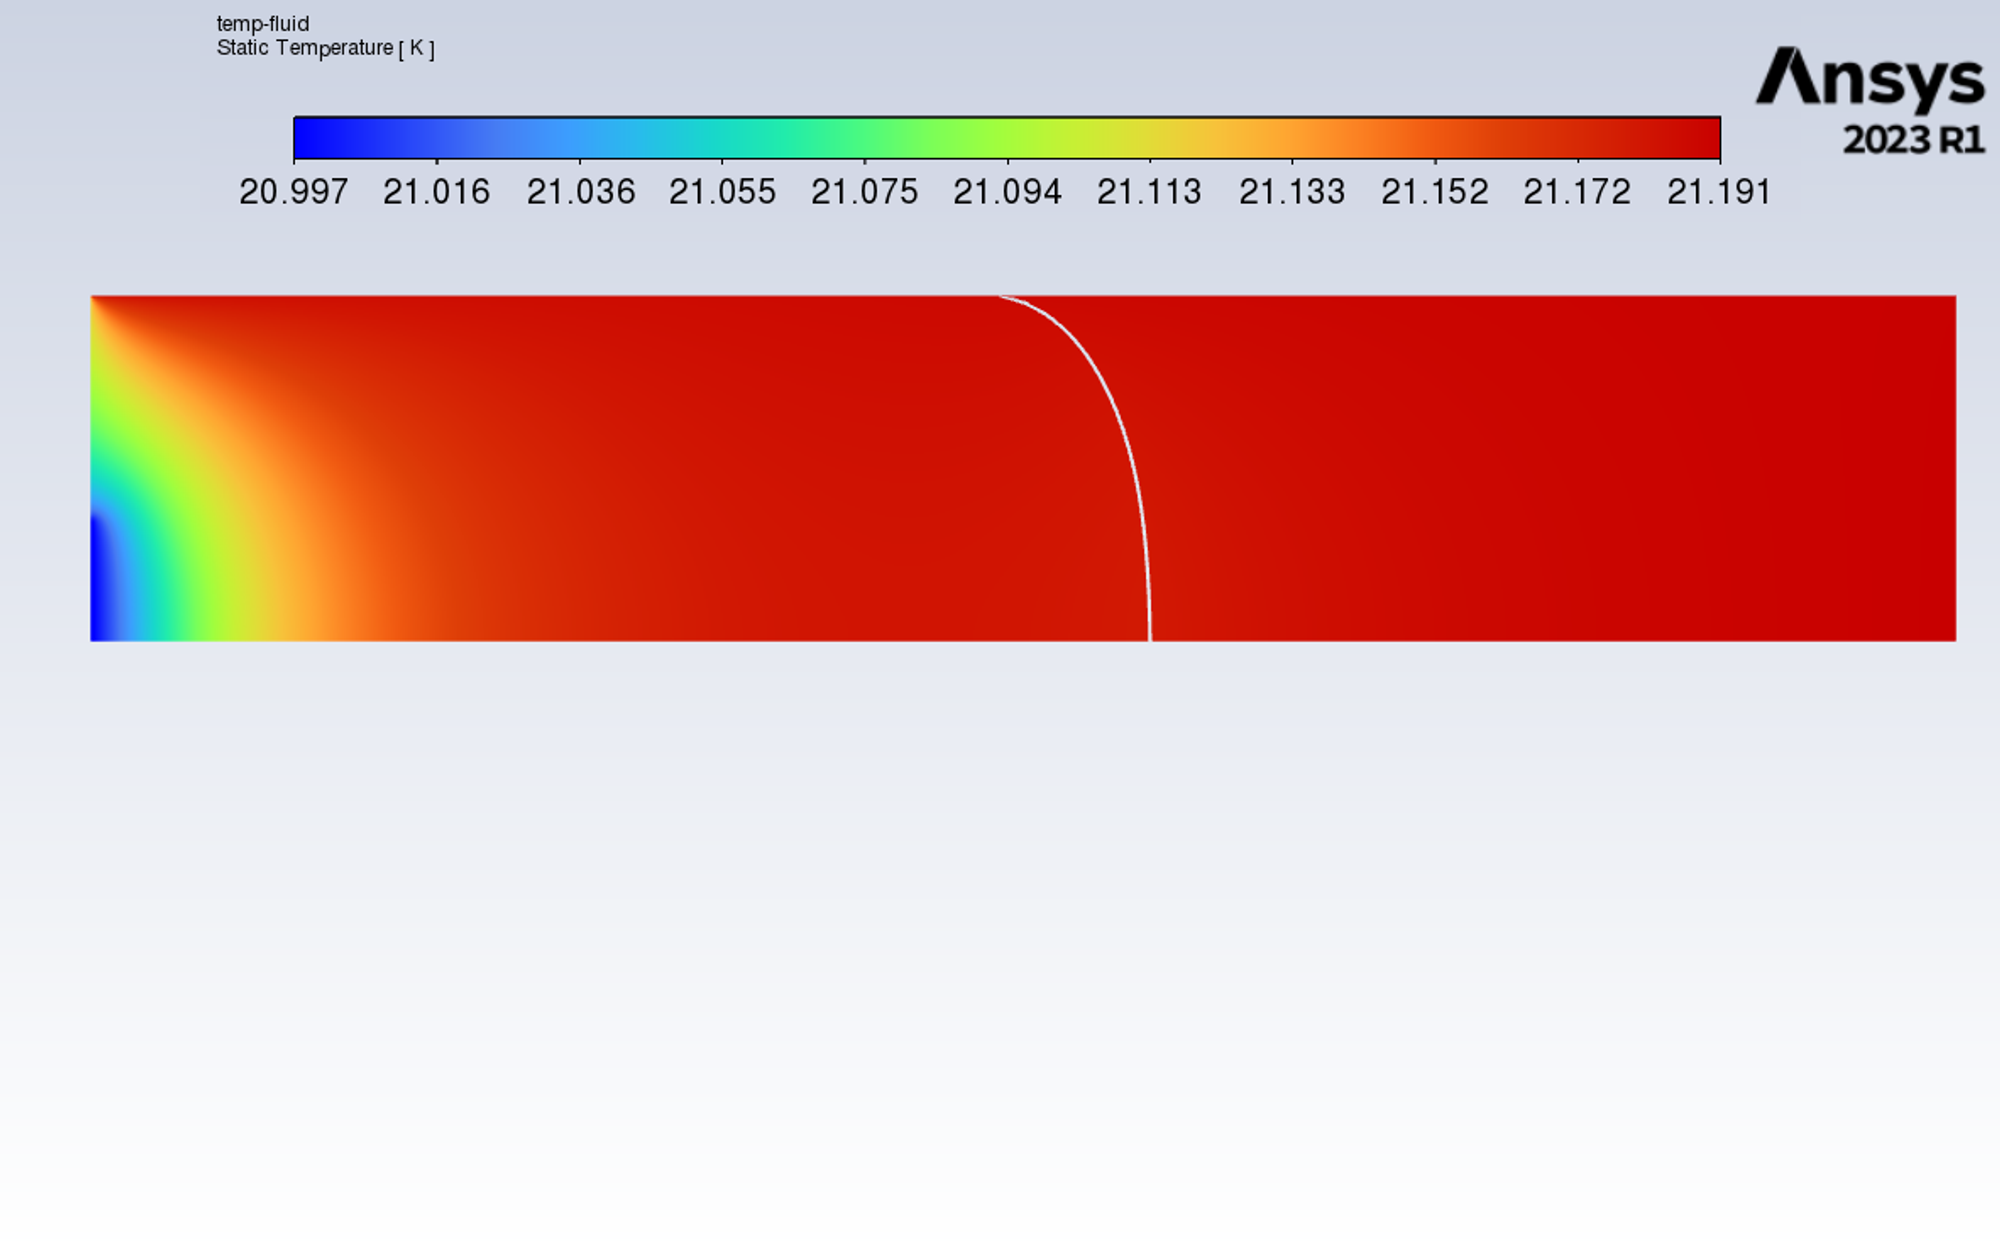 temp-fluid
Static Temperature [ K ]
Ansys
2023 R1
20.997 21.016 21.036 21.055 21.075 21.094 21.113 21.133 21.152 21.172 21.191